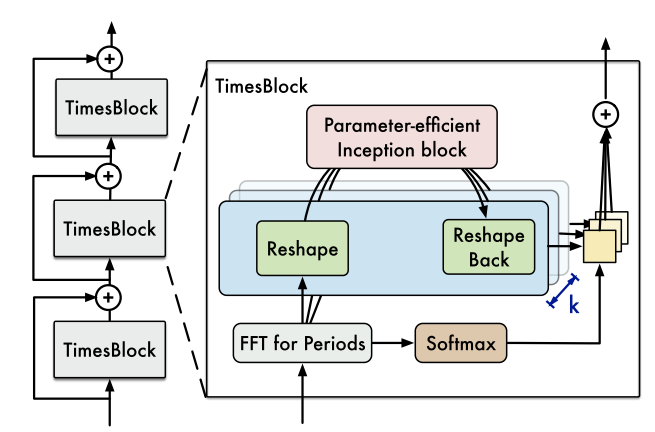 TimesBlock
TimesBlock
TimesBlock
TimesBlock
Parameter-efficient
Inception block
Reshape
Reshape
Back
k
FFT for Periods
Softmax